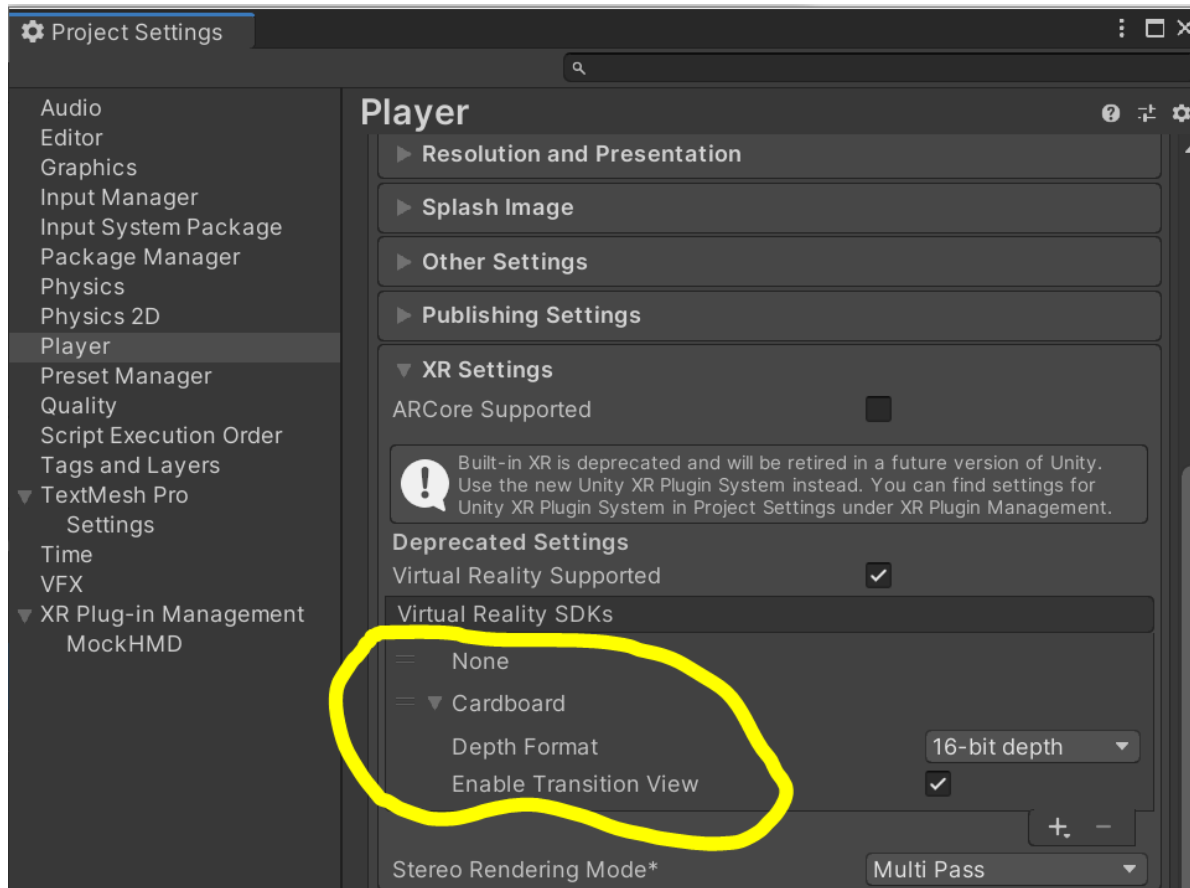 Project Settings
Audio
Editor
Graphics
Input Manager
Input System Package
Package Manager
Physics
Physics 2D
Player
Preset Manager
Quality
Script Execution Order
Tags and Layers
TextMesh Pro
Settings
Time
VFX
XR Plug-in Management
MockHMD
Player
Resolution and Presentation
Splash Image
Other Settings
Publishing Settings
XR Settings
ARCore Supported
Built-in XR is deprecated and will be retired in a future version of Unity.
Use the new Unity XR Plugin System instead. You can find settings for
Unity XR Plugin System in Project Settings under XR Plugin Management.
Deprecated Settings
Virtual Reality Supported
Virtual Reality SDKs
None
Cardboard
Depth Format 16-bit depth
Enable Transition View
Stereo Rendering Mode* Multi Pass